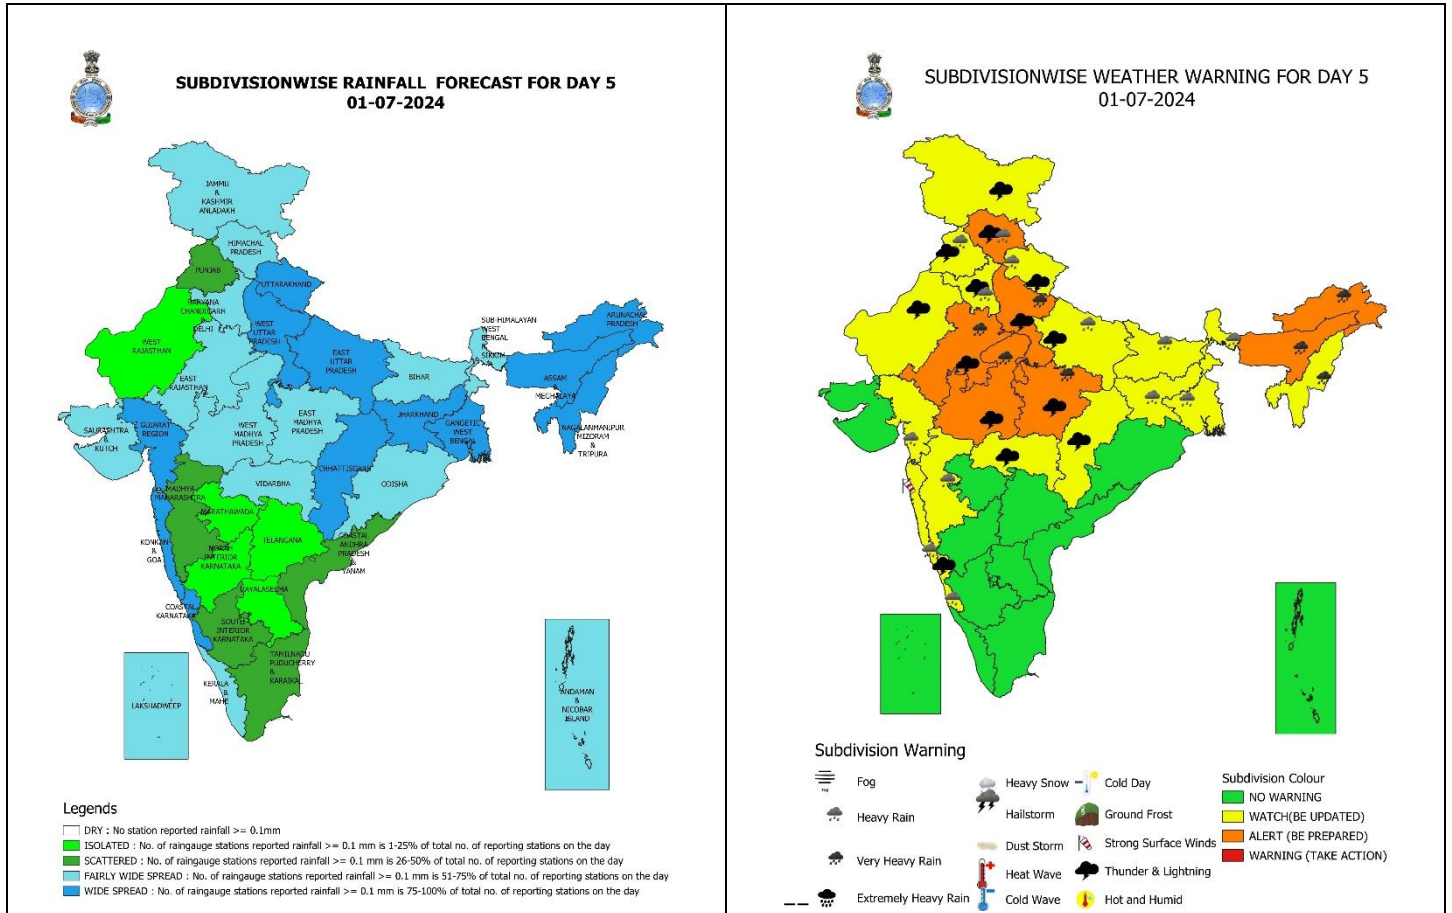 SUBDIVISIONWISE RAINFALL FORECAST FOR DAY 5
01-07-2024
JAMMU
&
KASHMIR
ANLADAKH
HIMACHAL
PRADESH
PUNJAB
UTTARAKHAND
HARYANA
CHANDIGARH
&
DELHI
WEST
UTTAR
PRADESH
WEST
RAJASTHAN
EAST
UTTAR
PRADESH
EAST
RAJASTHAN
SUB-HIMALAYAN
WEST
BENGAL
&
SIKKIM
ARUNACHAL
PRADESH
BIHAR
ASSAM
&
MEGHALAYA
NAGALANMANIPUR
MIZORAM
&
TRIPURA
JHARKHAND
GANGETIC
WEST
BENGAL
SAURASHTRA
&
KUTCH
GUJARAT
REGION
WEST
MADHYA
PRADESH
EAST
MADHYA
PRADESH
CHHATTISGARH
VIDARBHA
ODISHA
MADHYA
MAHARASHTRA
MARATHAWADA
TELANGANA
KONKAN
&
GOA
NORTH
INTERIOR
KARNATAKA
COASTAL
ANDHRA
PRADESH
&
YANAM
RAYALASEEMA
COASTAL
KARNATAKA
SOUTH
INTERIOR
KARNATAKA
TAMILNADU
PUDUCHERRY
&
KARAIKAL
KERALA
&
MAHE
LAKSHADWEEP
ANDAMAN
&
NICOBAR
ISLAND
Legends
DRY : No station reported rainfall >= 0.1mm
ISOLATED : No. of raingauge stations reported rainfall >= 0.1 mm is 1-25% of total no. of reporting stations on the day
SCATTERED : No. of raingauge stations reported rainfall >= 0.1 mm is 26-50% of total no. of reporting stations on the day
FAIRLY WIDE SPREAD : No. of raingauge stations reported rainfall >= 0.1 mm is 51-75% of total no. of reporting stations on the day
WIDE SPREAD : No. of raingauge stations reported rainfall >= 0.1 mm is 75-100% of total no. of reporting stations on the day
SUBDIVISIONWISE WEATHER WARNING FOR DAY 5
01-07-2024
Subdivision Warning
Fog
Heavy Rain
Very Heavy Rain
Extremely Heavy Rain
Heavy Snow
Hailstorm
Dust Storm
Heat Wave
Cold Wave
Cold Day
Ground Frost
Strong Surface Winds
Thunder & Lightning
Hot and Humid
Subdivision Colour
NO WARNING
WATCH(BE UPDATED)
ALERT (BE PREPARED)
WARNING (TAKE ACTION)